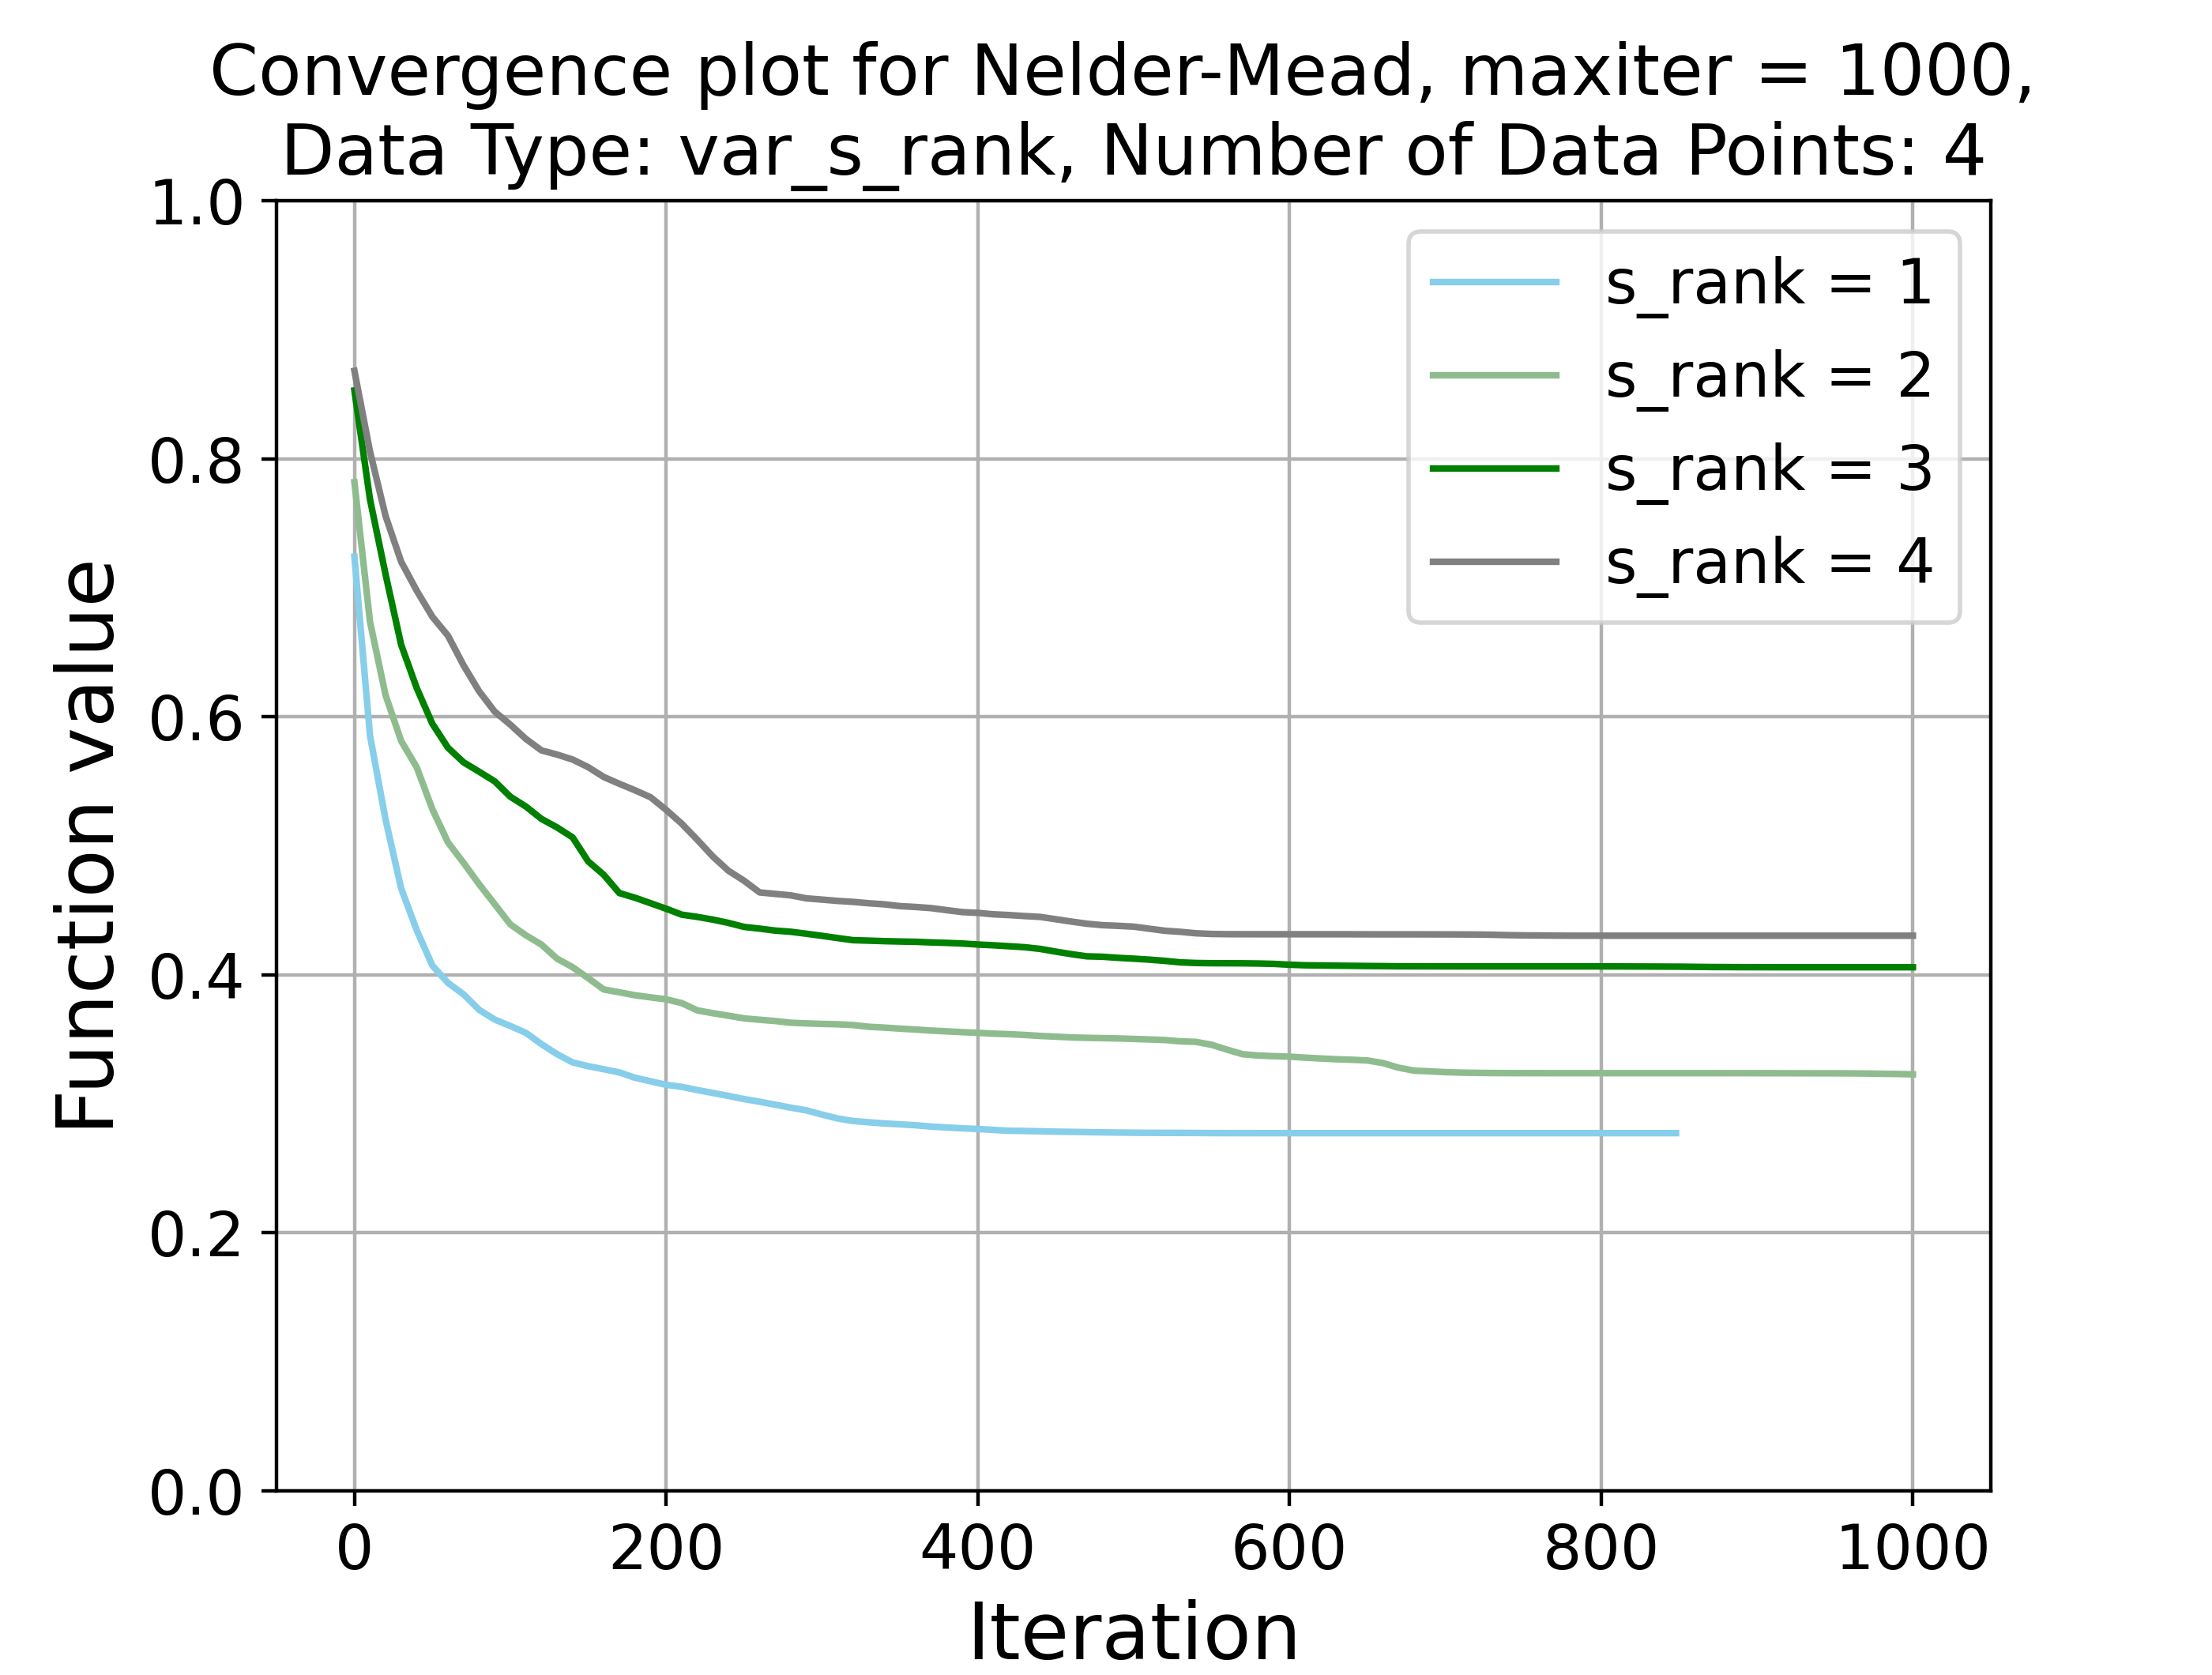 Convergence plot for Nelder-Mead, maxiter = 1000,
Data Type: var_s_rank, Number of Data Points: 4
1.0
0.8
0.6
0.4
0.2
0.0
Function value
s_rank = 1
s_rank = 2
s_rank = 3
s_rank = 4
0 200 400 600 800 1000
Iteration